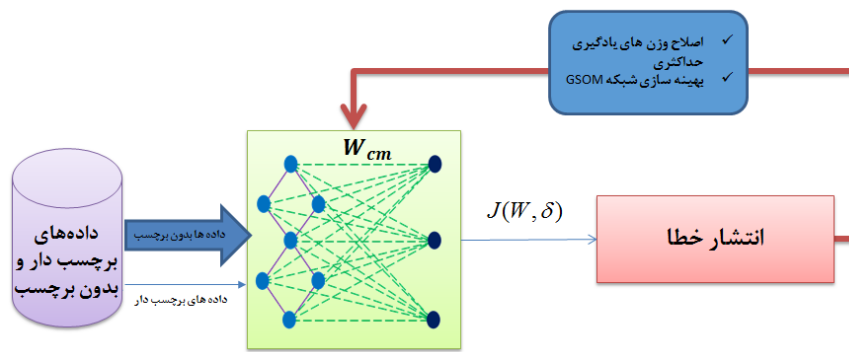 اصلاح وزن های یادگیری
حداکثری
بهینه سازی شبکه GSOM
W_cm
داده‌های
برچسب دار و
بدون برچسب
داده ها بدون برچسب
داده های برچسب دار
J(W, δ)
انتشار خطا